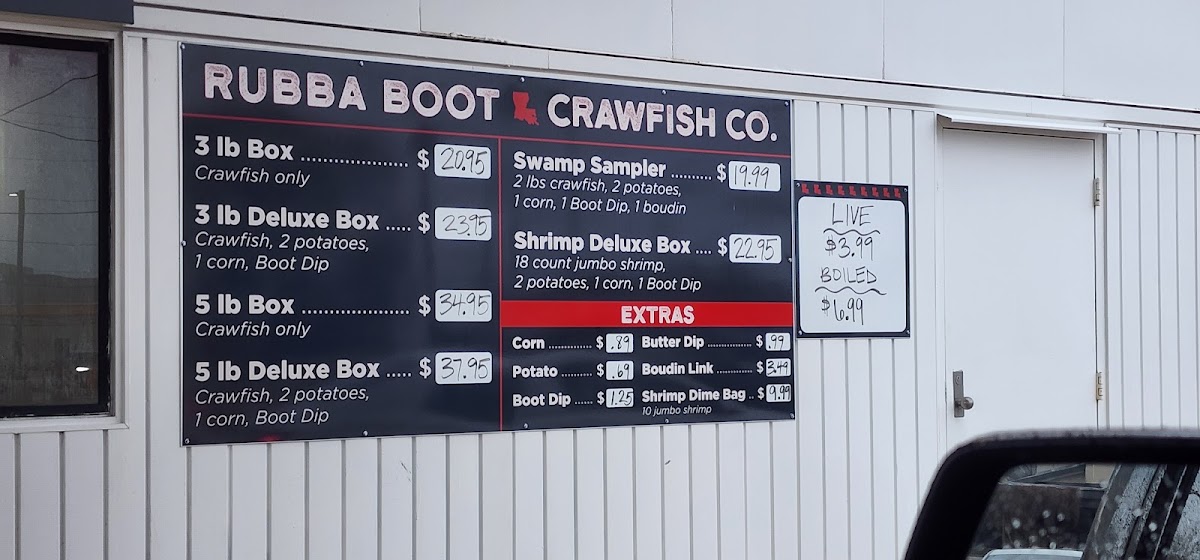 RUBBA BOOT CRAWFISH CO.
3 lb Box .................. $ 20.95
Crawfish only
3 lb Deluxe Box ..... $ 23.95
Crawfish, 2 potatoes,
1 corn, Boot Dip
5 lb Box .................. $ 34.95
Crawfish only
5 lb Deluxe Box ..... $ 37.95
Crawfish, 2 potatoes,
1 corn, Boot Dip
Swamp Sampler .......... $ 19.99
2 lbs crawfish, 2 potatoes,
1 corn, 1 Boot Dip, 1 boudin
Shrimp Deluxe Box .... $ 22.95
18 count jumbo shrimp,
2 potatoes, 1 corn, 1 Boot Dip
EXTRAS
Corn ............ $ .89
Potato ......... $ .69
Boot Dip ...... $ 1.25
Butter Dip ............... $ .99
Boudin Link ............. $ 3.49
Shrimp Dime Bag .. $ 9.99
10 jumbo shrimp
LIVE
$3.99
BOILED
$6.99